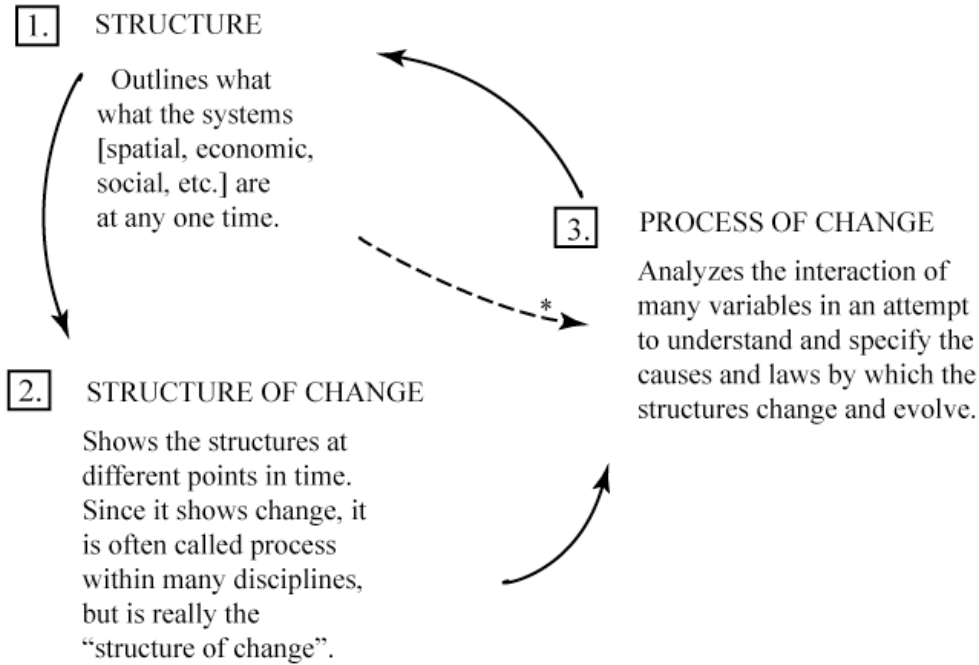 1. STRUCTURE
Outlines what
what the systems
[spatial, economic,
social, etc.] are
at any one time.
*
2. STRUCTURE OF CHANGE
Shows the structures at
different points in time.
Since it shows change, it
is often called process
within many disciplines,
but is really the
“structure of change”.
3. PROCESS OF CHANGE
Analyzes the interaction of
many variables in an attempt
to understand and specify the
causes and laws by which the
structures change and evolve.